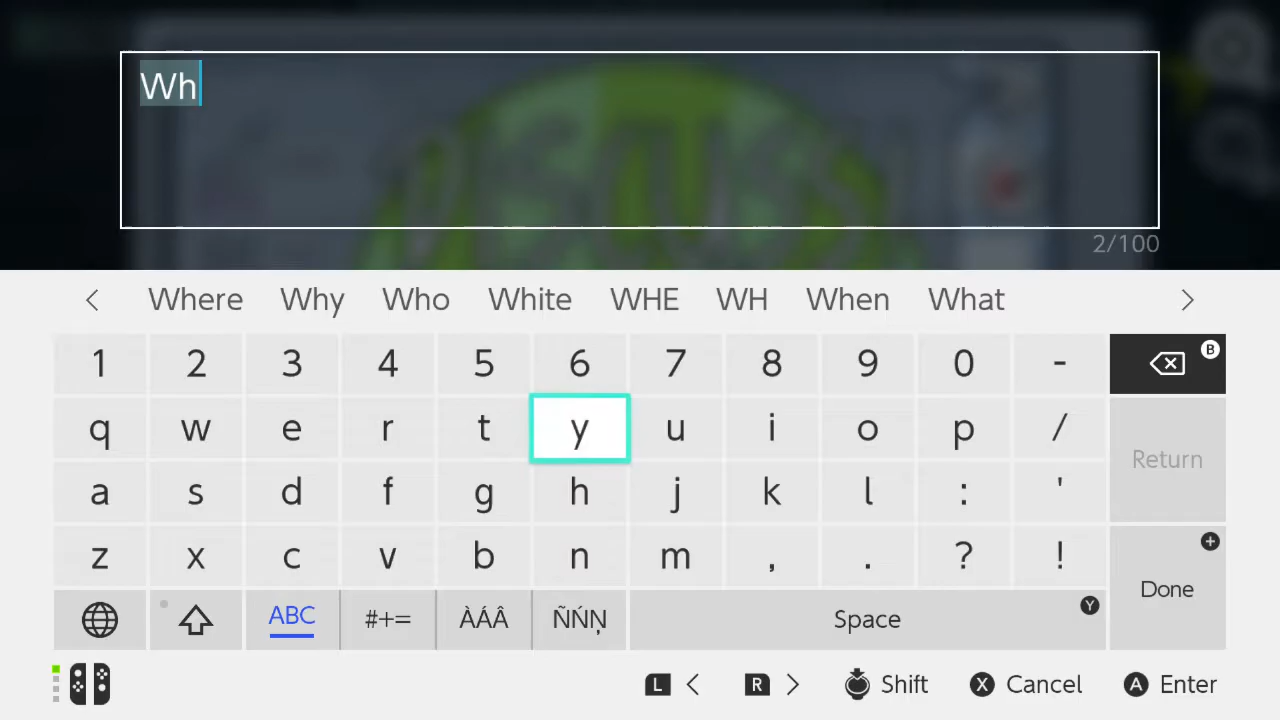 Wh
2/100
< Where Why Who White WHE WH When What >
1 2 3 4 5 6 7 8 9 0 - B
q w e r t y u i o p /
a s d f g h j k l : ' Return
z x c v b n m , . ? ! +
ABC #+= ÀÁÂ ÑŃŅ Space Y Done
L < R > Shift X Cancel A Enter